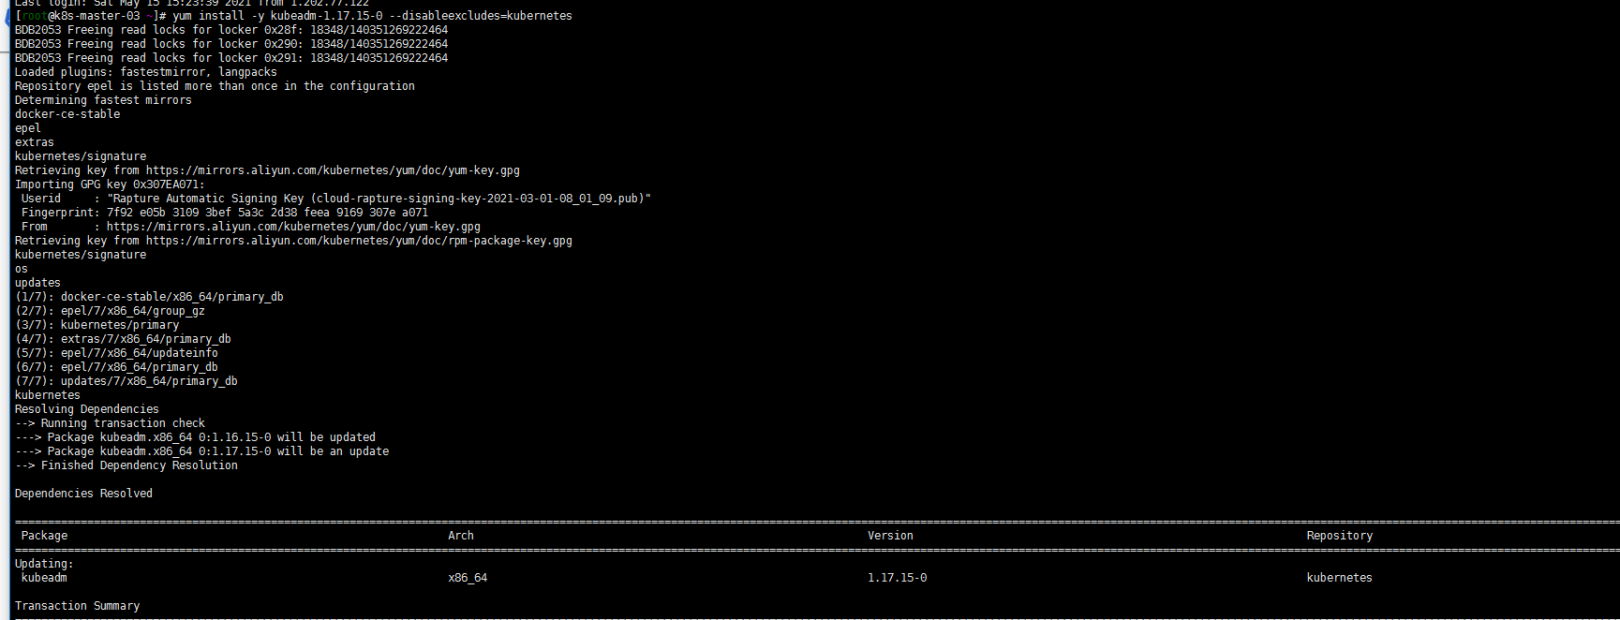 Last login: Sat May 15 15:23:39 2021 from 1.202.77.122
[root@k8s-master-03 ~]# yum install -y kubeadm-1.17.15-0 --disableexcludes=kubernetes
BDB2053 Freeing read locks for locker 0x28f: 18348/140351269222464
BDB2053 Freeing read locks for locker 0x290: 18348/140351269222464
BDB2053 Freeing read locks for locker 0x291: 18348/140351269222464
Loaded plugins: fastestmirror, langpacks
Repository epel is listed more than once in the configuration
Determining fastest mirrors
docker-ce-stable
epel
extras
kubernetes/signature
Retrieving key from https://mirrors.aliyun.com/kubernetes/yum/doc/yum-key.gpg
Importing GPG key 0x307EA071:
 Userid     : "Rapture Automatic Signing Key (cloud-rapture-signing-key-2021-03-01-08_01_09.pub)"
 Fingerprint: 7f92 e05b 3109 3bef 5a3c 2d38 feea 9169 307e a071
 From       : https://mirrors.aliyun.com/kubernetes/yum/doc/yum-key.gpg
Retrieving key from https://mirrors.aliyun.com/kubernetes/yum/doc/rpm-package-key.gpg
kubernetes/signature
os
updates
(1/7): docker-ce-stable/x86_64/primary_db
(2/7): epel/7/x86_64/group_gz
(3/7): kubernetes/primary
(4/7): extras/7/x86_64/primary_db
(5/7): epel/7/x86_64/updateinfo
(6/7): epel/7/x86_64/primary_db
(7/7): updates/7/x86_64/primary_db
kubernetes
Resolving Dependencies
--> Running transaction check
---> Package kubeadm.x86_64 0:1.16.15-0 will be updated
---> Package kubeadm.x86_64 0:1.17.15-0 will be an update
--> Finished Dependency Resolution
Dependencies Resolved
Package Arch Version Repository
Updating:
kubeadm x86_64 1.17.15-0 kubernetes
Transaction Summary